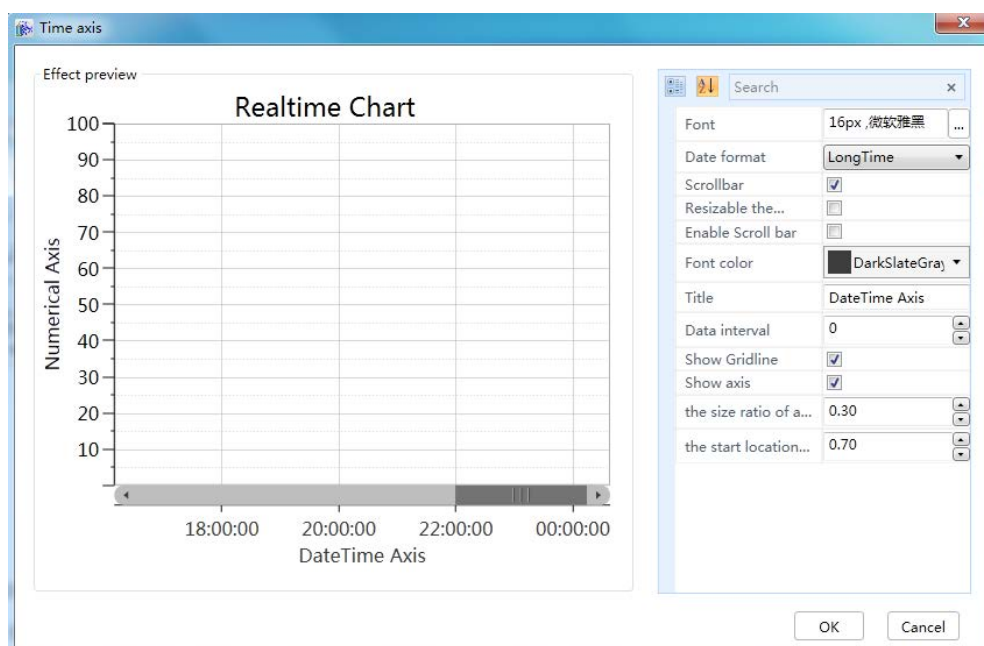 Time axis
Effect preview
Realtime Chart
100
90
80
70
60
50
40
30
20
10
Numerical Axis
18:00:00 20:00:00 22:00:00 00:00:00
DateTime Axis
Search
Font 16px ,微软雅黑 ...
Date format LongTime
Scrollbar
Resizable the...
Enable Scroll bar
Font color DarkSlateGray
Title DateTime Axis
Data interval 0
Show Gridline
Show axis
the size ratio of a... 0.30
the start location... 0.70
OK Cancel